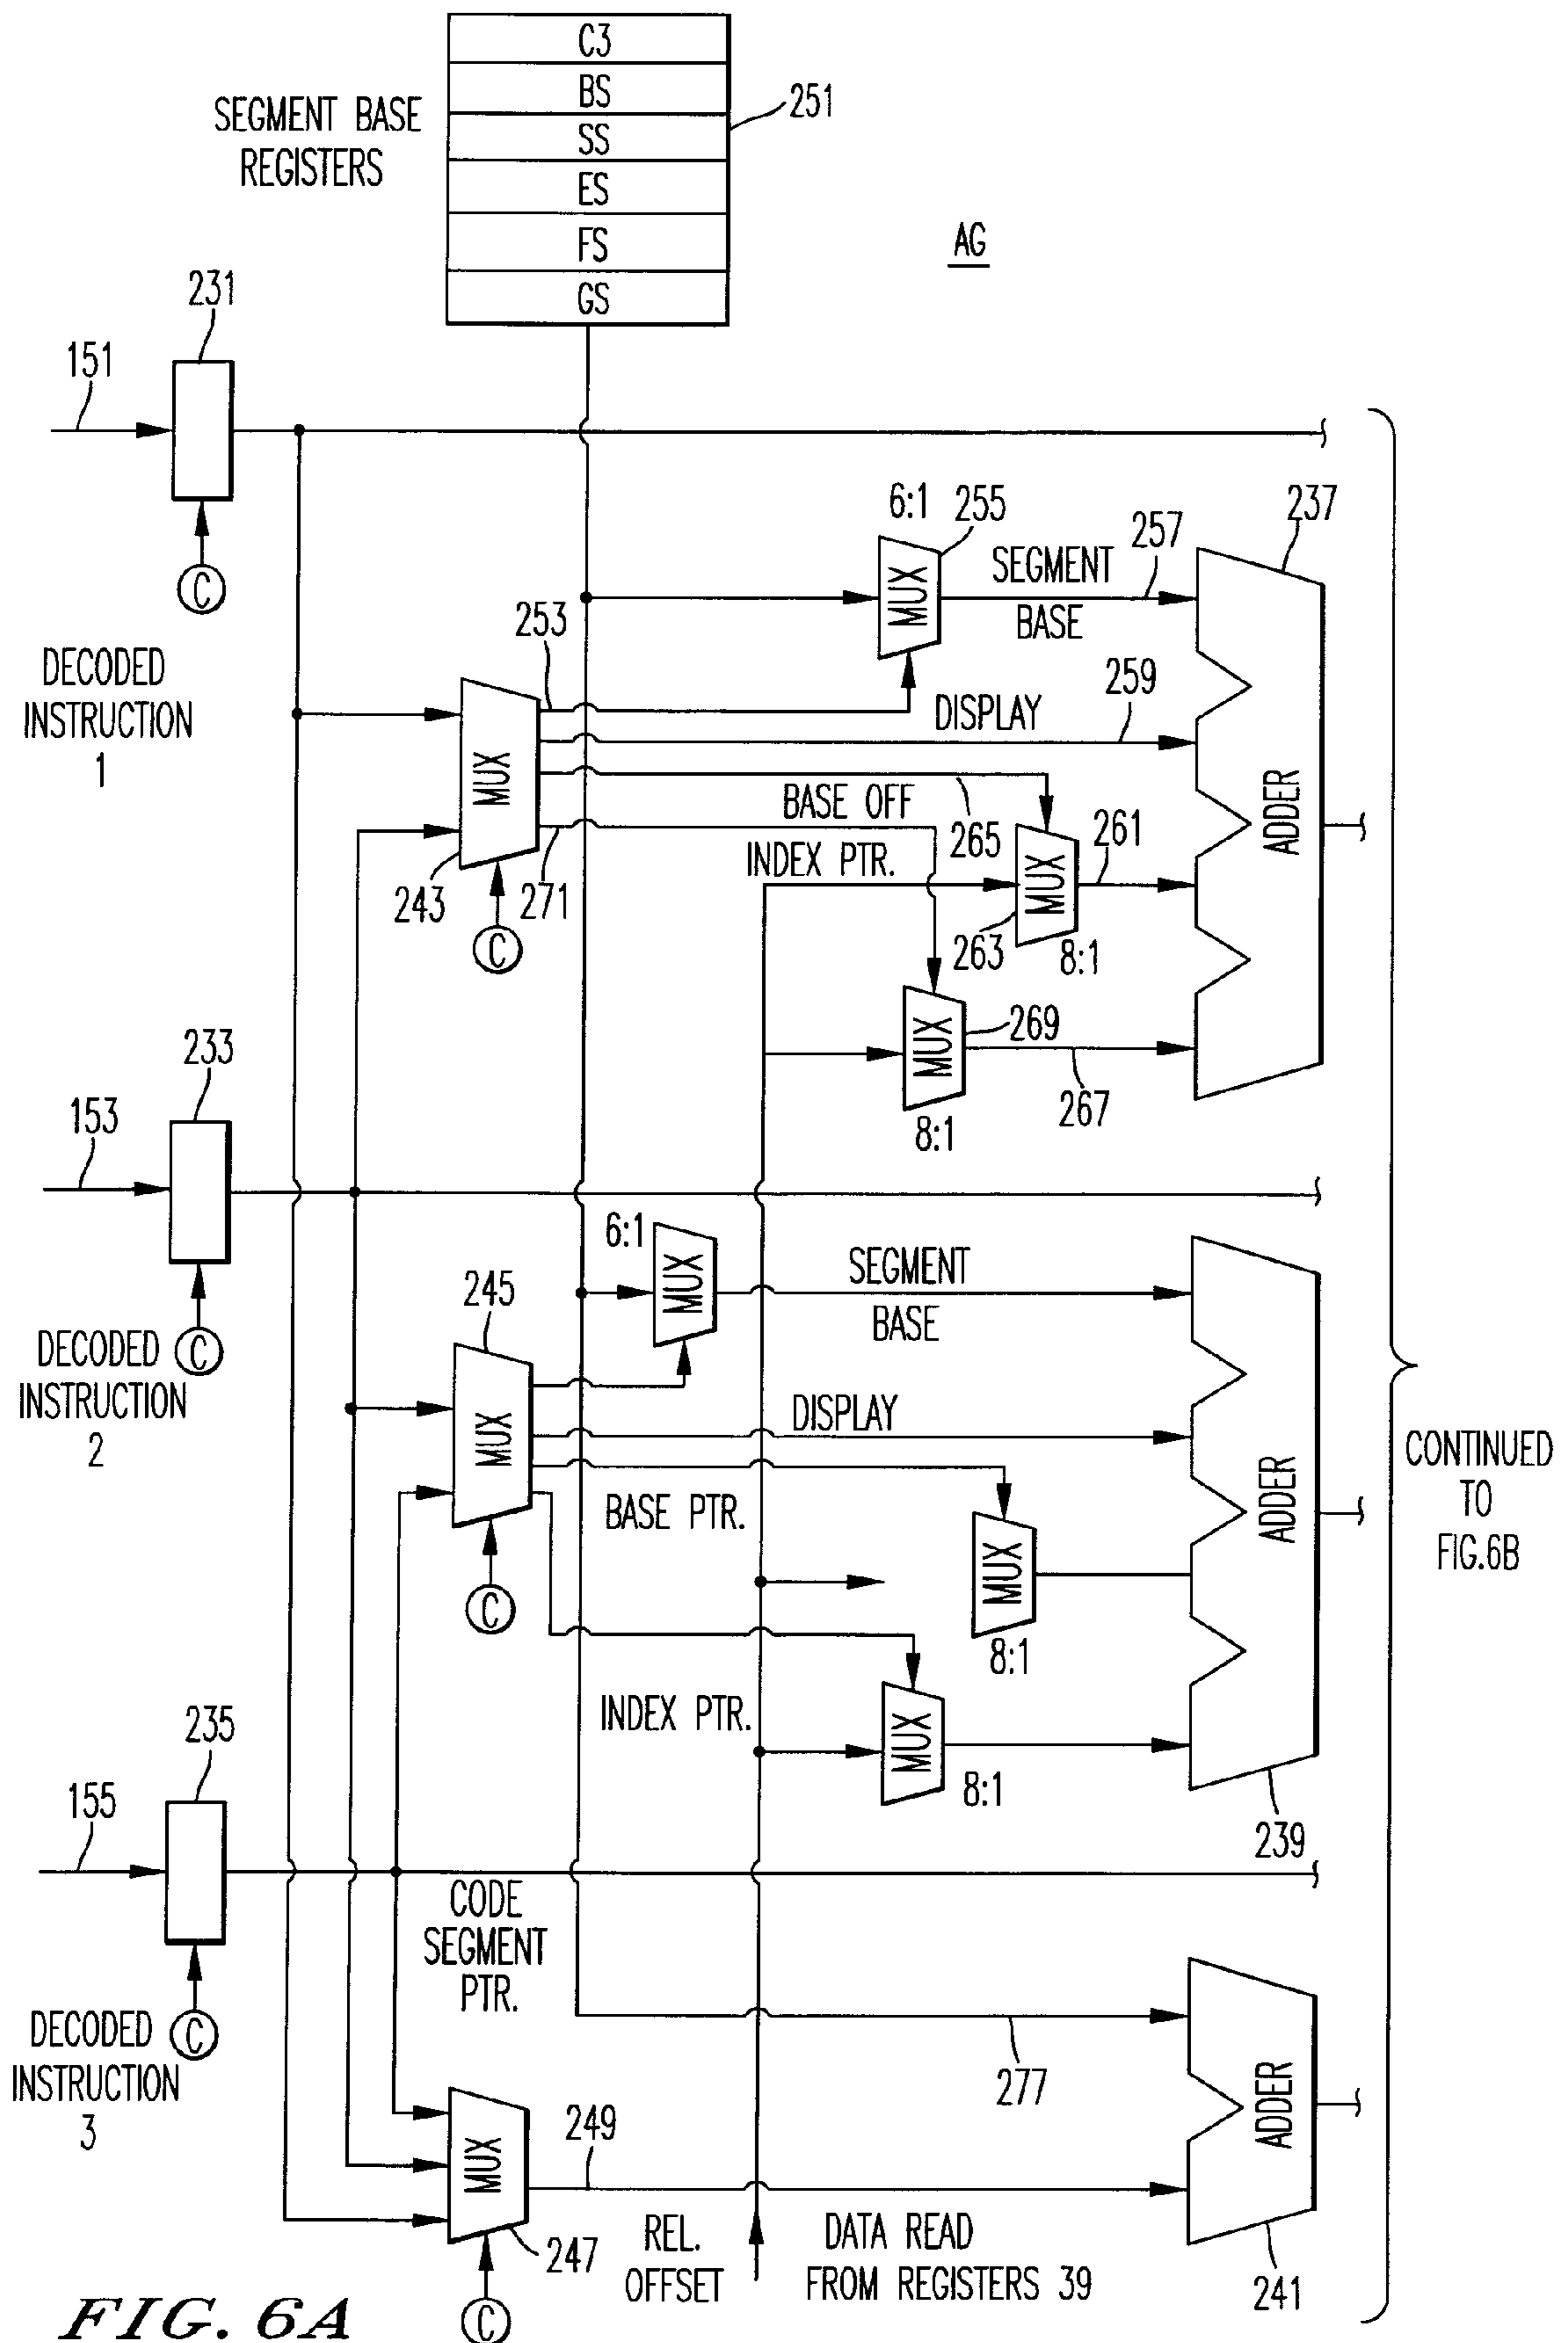 C3
BS
SS
ES
FS
GS
SEGMENT BASE
REGISTERS
251
AG
231
151
C
DECODED
INSTRUCTION
1
6:1
255
257
237
SEGMENT
BASE
MUX
253
259
DISPLAY
MUX
BASE OFF
265
261
INDEX PTR.
243
271
C
MUX
263
8:1
ADDER
MUX
269
267
8:1
233
153
C
DECODED
INSTRUCTION
2
6:1
MUX
SEGMENT
BASE
245
MUX
DISPLAY
BASE PTR.
C
MUX
8:1
ADDER
INDEX PTR.
MUX
8:1
239
CONTINUED
TO
FIG.6B
235
155
C
DECODED
INSTRUCTION
3
CODE
SEGMENT
PTR.
277
MUX
249
ADDER
247
C
REL.
OFFSET
DATA READ
FROM REGISTERS 39
241
FIG. 6A